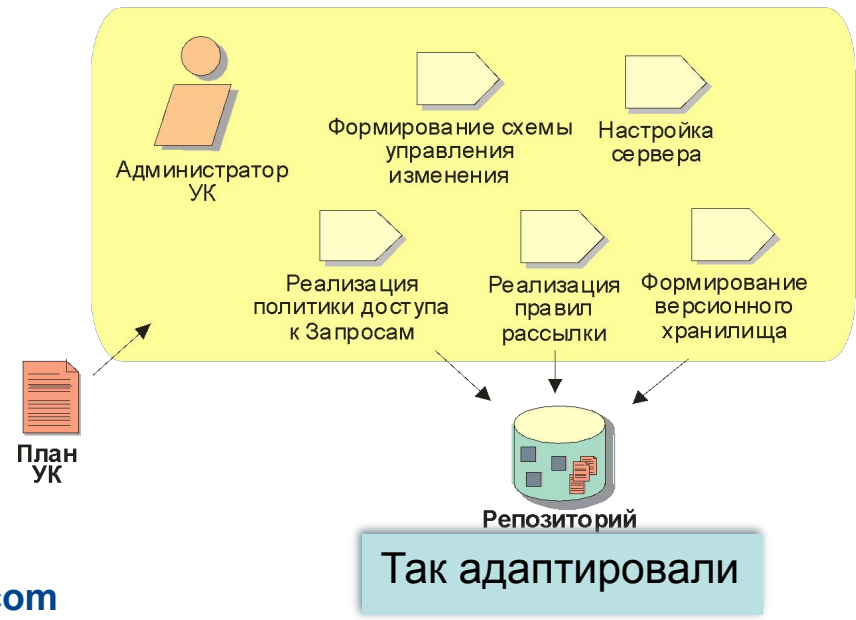 Формирование схемы
управления
изменения
Настройка
сервера
Администратор
УК
Реализация
политики доступа
к Запросам
Реализация
правил
рассылки
Формирование
версионного
хранилища
План
УК
Репозиторий
Так адаптировали
com